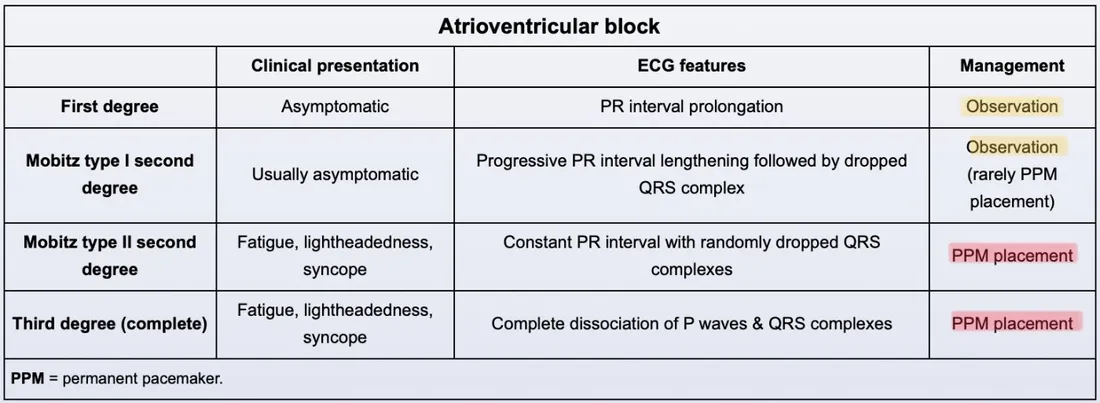 Atrioventricular block
Clinical presentation ECG features Management
First degree Asymptomatic PR interval prolongation Observation
Mobitz type I second
degree
Usually asymptomatic
Progressive PR interval lengthening followed by dropped
QRS complex
Observation
(rarely PPM
placement)
Mobitz type II second
degree
Fatigue, lightheadedness,
syncope
Constant PR interval with randomly dropped QRS
complexes
PPM placement
Third degree (complete)
Fatigue, lightheadedness,
syncope
Complete dissociation of P waves & QRS complexes
PPM placement
PPM = permanent pacemaker.